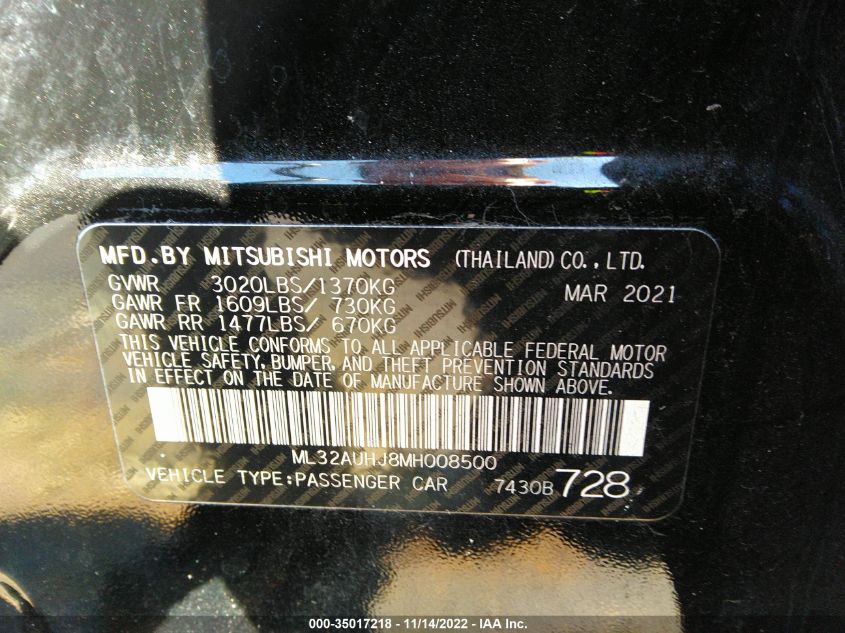 MFD.BY MITSUBISHI MOTORS (THAILAND) CO.,LTD.
GVWR 3020LBS/1370KG MAR 2021
GAWR FR 1609LBS/ 730KG
GAWR RR 1477LBS/ 670KG
THIS VEHICLE CONFORMS TO ALL APPLICABLE FEDERAL MOTOR
VEHICLE SAFETY, BUMPER, AND THEFT PREVENTION STANDARDS
IN EFFECT ON THE DATE OF MANUFACTURE SHOWN ABOVE.
ML32AUHJ8MH008500
VEHICLE TYPE:PASSENGER CAR 7430B 728
000-35017218 - 11/14/2022 - IAA Inc.